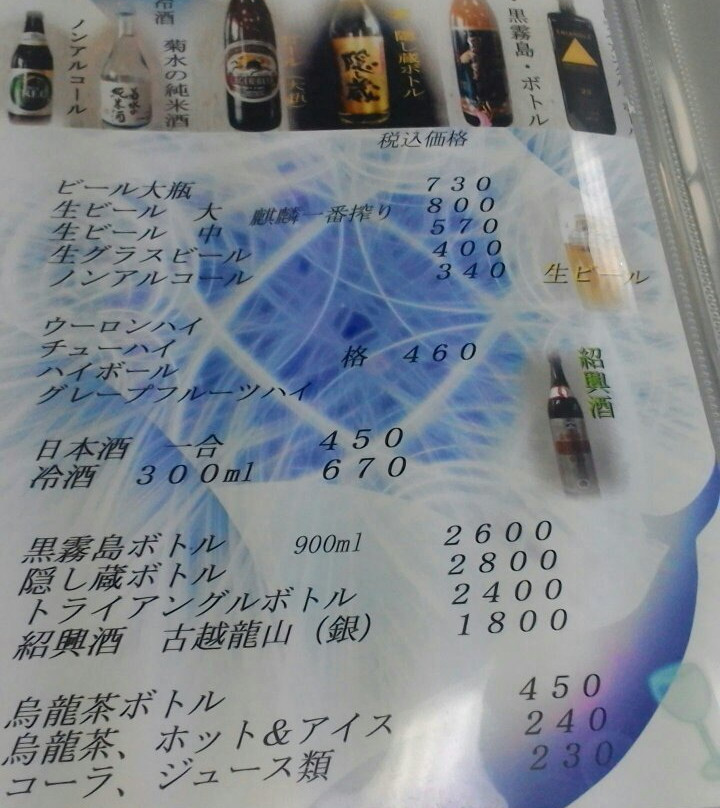 ノンアルコール
冷酒
菊水の純米酒
隠し蔵ボトル
・黒霧島・ボトル
菊水
純米酒
隠し蔵
税込価格
ビール大瓶 730
生ビール 大 麒麟一番搾り 800
生ビール 中 570
生グラスビール 400
ノンアルコール 340
生ビール
ウーロンハイ
チューハイ
格 460
ハイボール
グレープフルーツハイ
紹興酒
日本酒 一合 450
冷酒 300ml 670
黒霧島ボトル 900ml 2600
隠し蔵ボトル 2800
トライアングルボトル 2400
紹興酒 古越龍山（銀） 1800
烏龍茶ボトル 450
烏龍茶、ホット＆アイス 240
コーラ、ジュース類 230